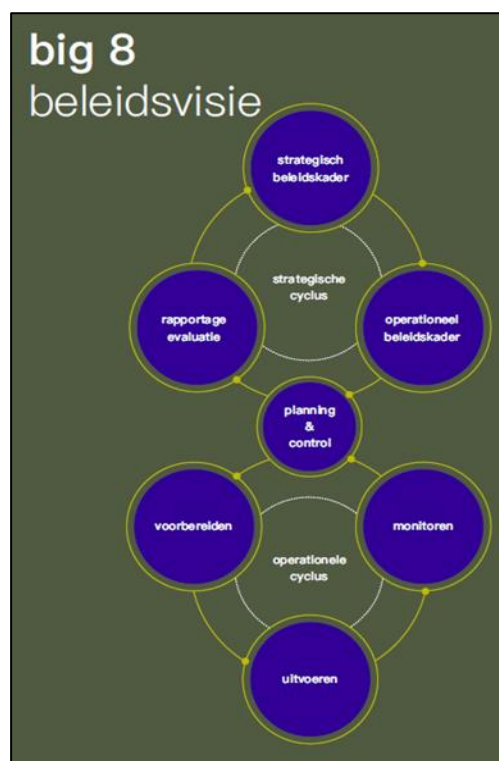 big 8
beleidsvisie
strategisch
beleidskader
strategische
cyclus
rapportage
evaluatie
operationeel
beleidskader
planning
&
control
voorbereiden
monitoren
operationele
cyclus
uitvoeren